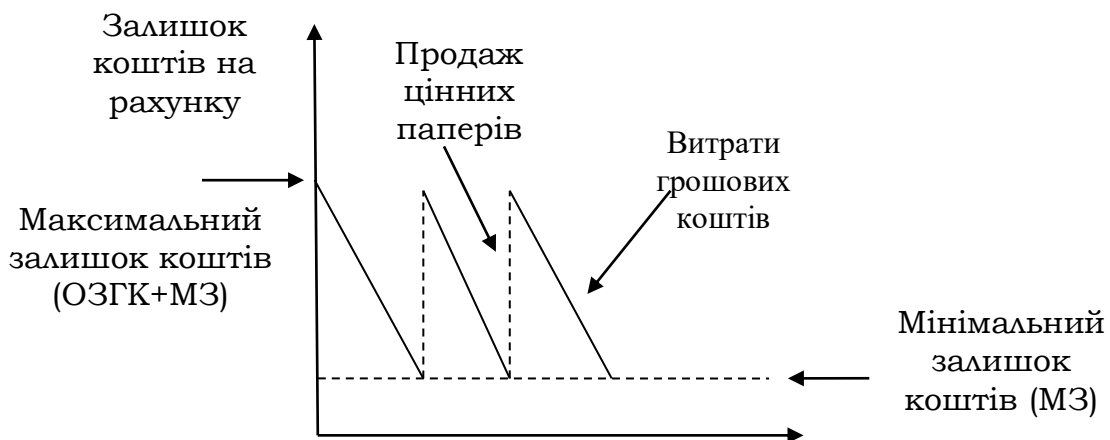 Залишок
коштів на
рахунку
Продаж
цінних
паперів
Витрати
грошових
коштів
Максимальний
залишок коштів
(ОЗГК+МЗ)
Мінімальний
залишок
коштів (МЗ)